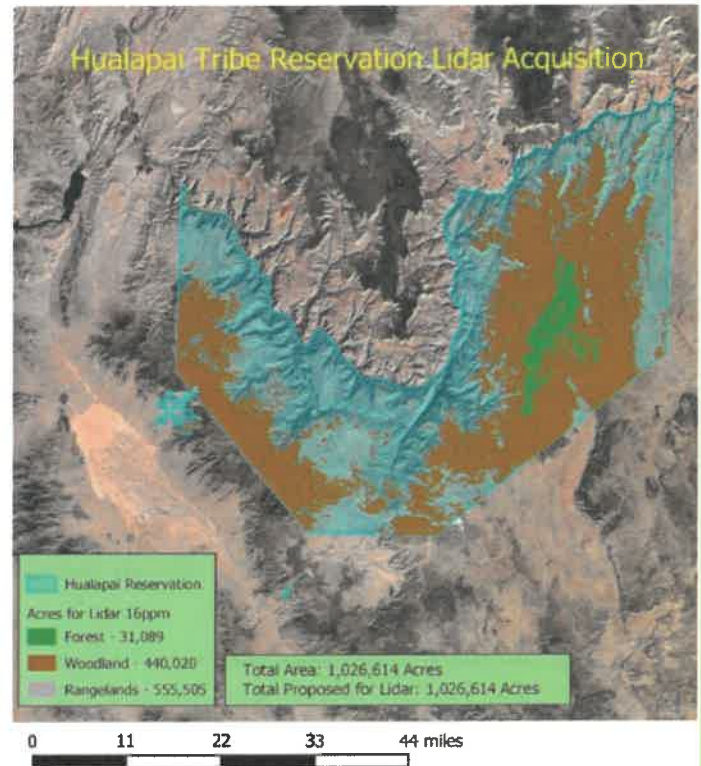 Hualapai Tribe Reservation Lidar Acquisition
Hualapai Reservation
Acres for Lidar 16ppm
Forest - 31,089
Woodland - 440,020
Rangelands - 555,505
Total Area: 1,026,614 Acres
Total Proposed for Lidar: 1,026,614 Acres
0 11 22 33 44 miles